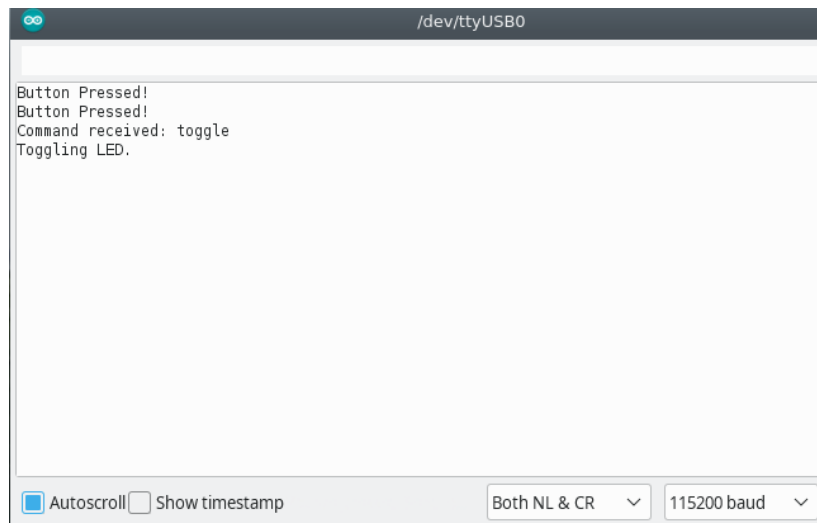 /dev/ttyUSB0
Button Pressed!
Button Pressed!
Command received: toggle
Toggling LED.
Autoscroll Show timestamp Both NL & CR 115200 baud